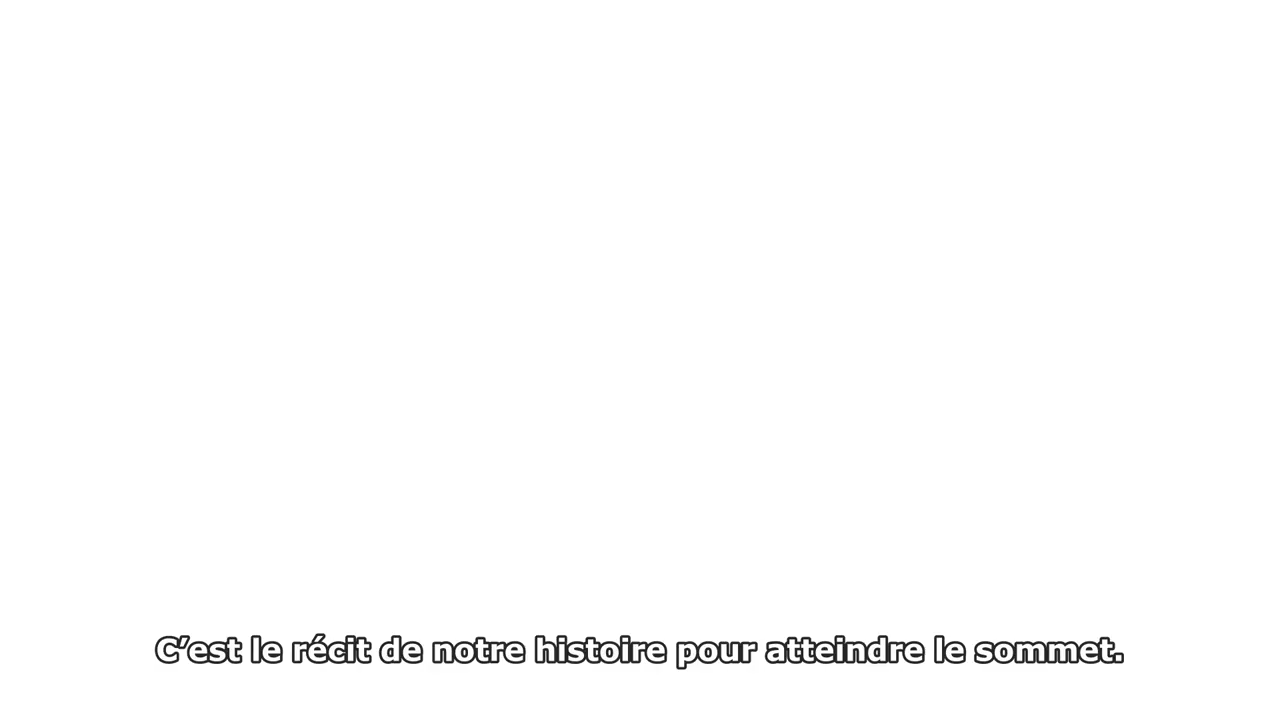 C’est le récit de notre histoire pour atteindre le sommet.